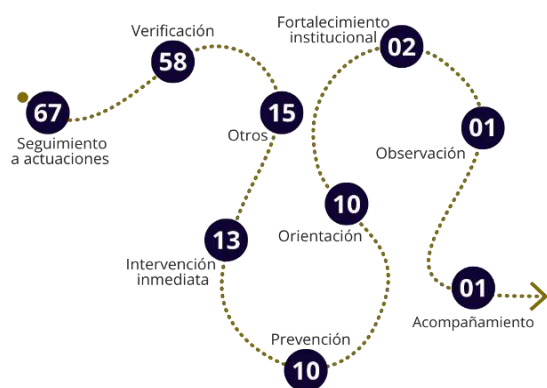 67
Seguimiento
a actuaciones
Verificación
58
15
Otros
13
Intervención
inmediata
Prevención
10
10
Orientación
Fortalecimiento
institucional
02
01
Observación
01
Acompañamiento